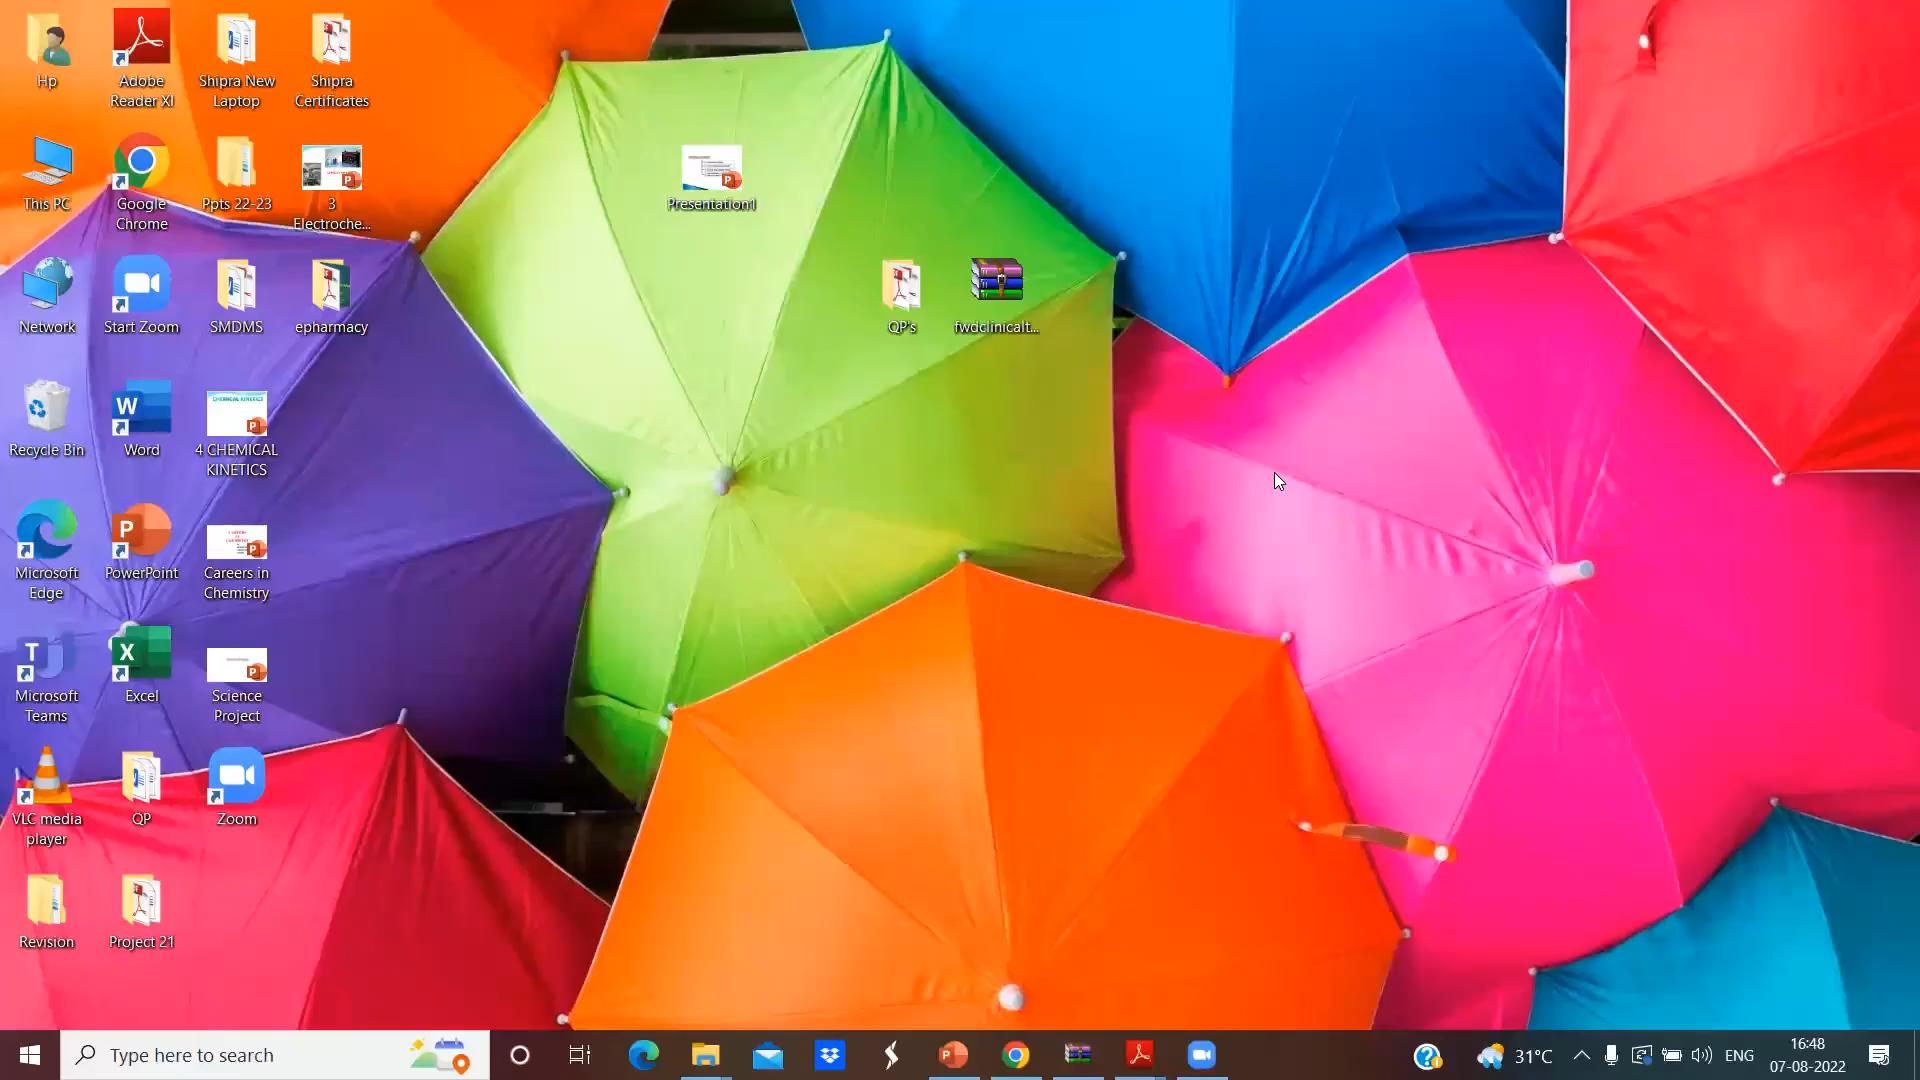 Hp
Adobe
Reader XI
Shipra New
Laptop
Shipra
Certificates
This PC
Google
Chrome
Ppts 22-23
3
Electroche...
Presentation1
Network
Start Zoom
SMDMS
epharmacy
QP's
fwdclinicalt...
CHEMICAL KINETICS
Recycle Bin
W
Word
4 CHEMICAL
KINETICS
Microsoft
Edge
P
PowerPoint
Careers in
Chemistry
T
Microsoft
Teams
X
Excel
Science
Project
VLC media
player
QP
Zoom
Revision
Project 21
Type here to search
31°C
ENG
16:48
07-08-2022